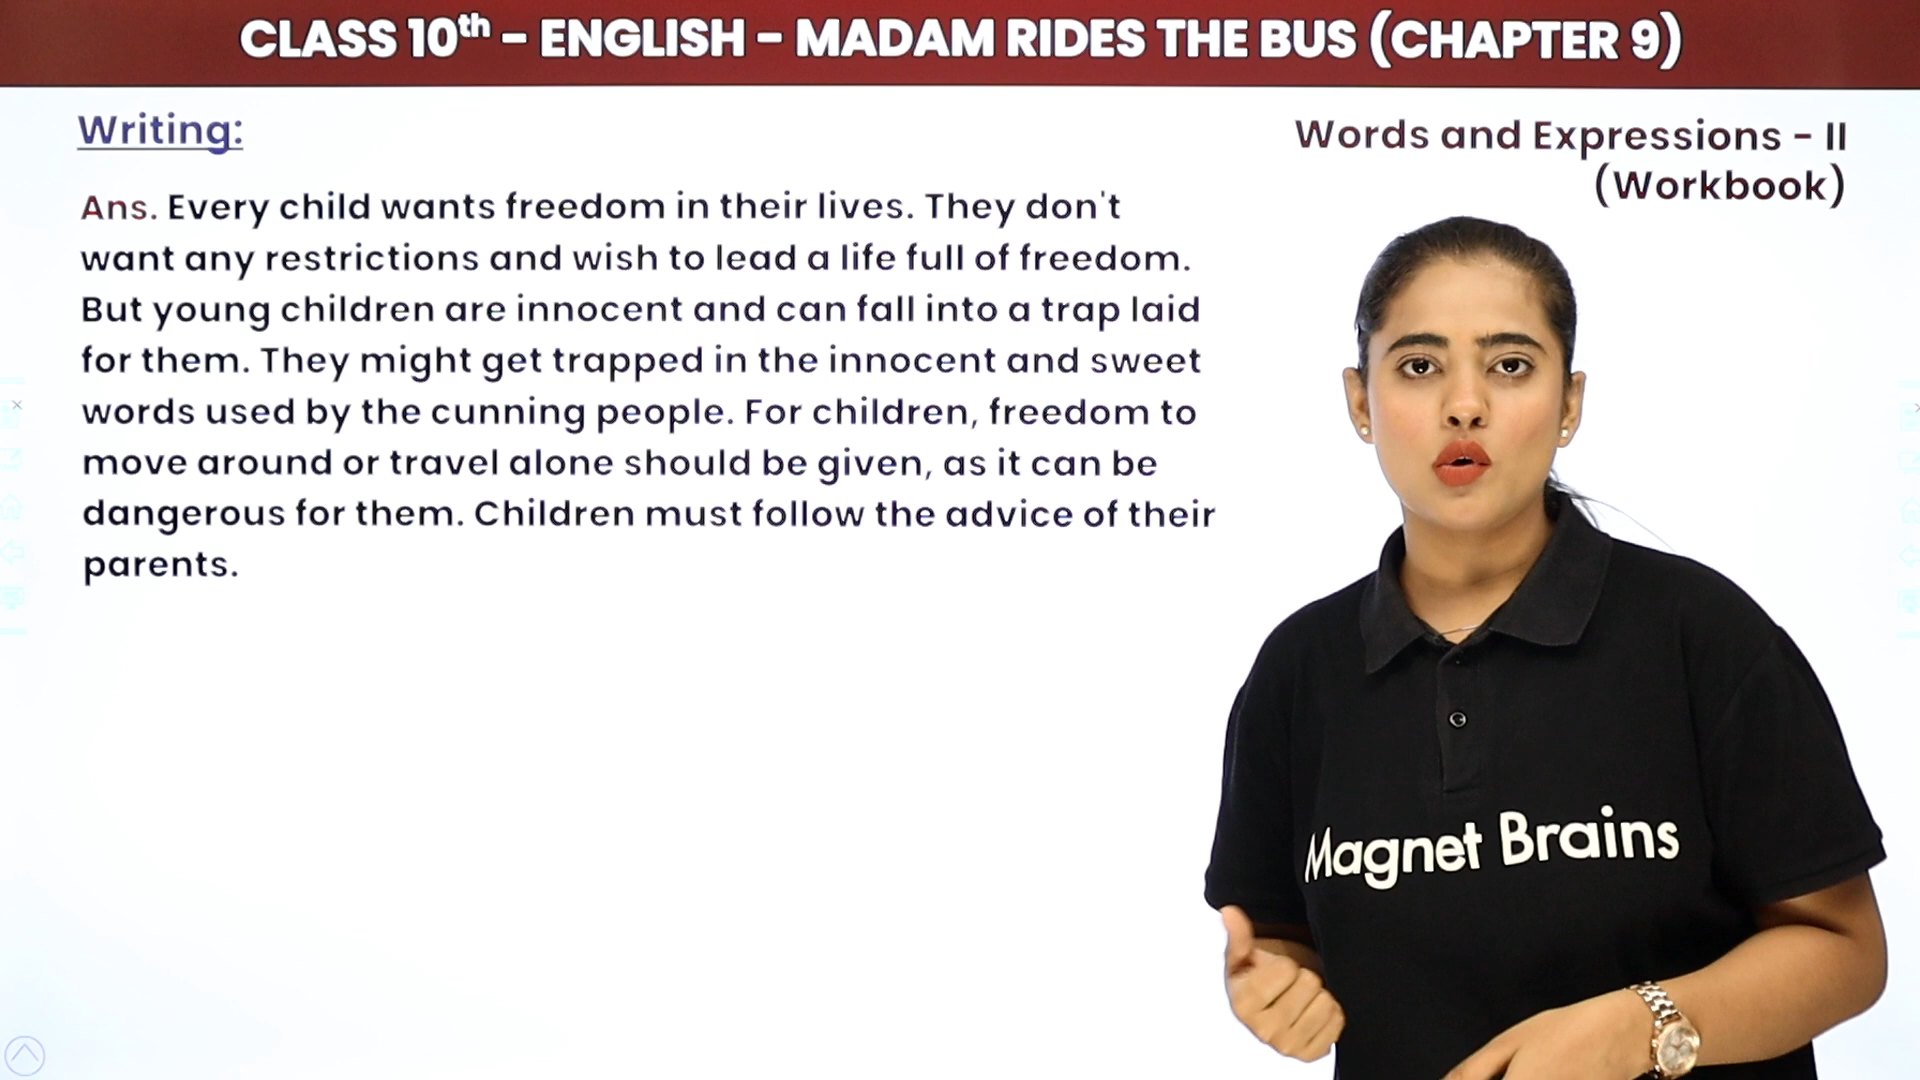 CLASS 10th - ENGLISH - MADAM RIDES THE BUS (CHAPTER 9)
Writing:
Words and Expressions - II
(Workbook)
Ans. Every child wants freedom in their lives. They don't
want any restrictions and wish to lead a life full of freedom.
But young children are innocent and can fall into a trap laid
for them. They might get trapped in the innocent and sweet
words used by the cunning people. For children, freedom to
move around or travel alone should be given, as it can be
dangerous for them. Children must follow the advice of their
parents.
Magnet Brains